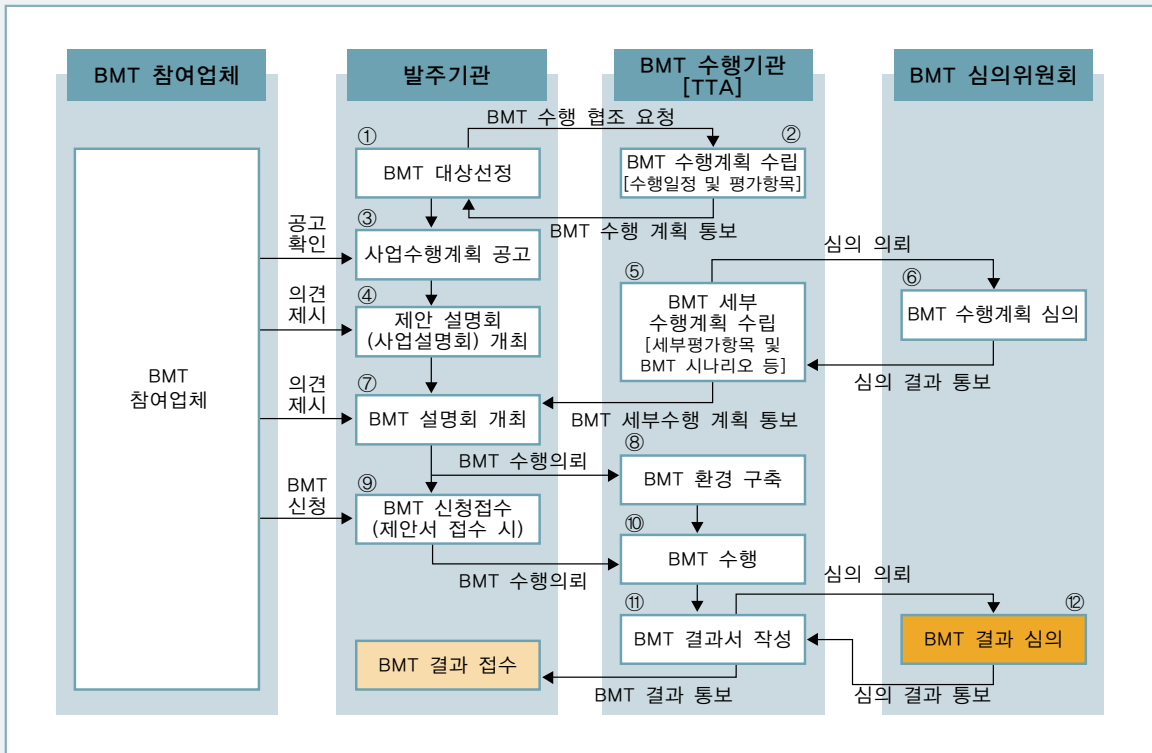 BMT 참여업체
발주기관
BMT 수행기관
[TTA]
BMT 심의위원회
BMT 수행 협조 요청
①
BMT 대상선정
②
BMT 수행계획 수립
[수행일정 및 평가항목]
BMT 수행 계획 통보
공고
확인
③
사업수행계획 공고
의견
제시
④
제안 설명회
(사업설명회) 개최
심의 의뢰
⑤
BMT 세부
수행계획 수립
[세부평가항목 및
BMT 시나리오 등]
⑥
BMT 수행계획 심의
심의 결과 통보
BMT
참여업체
의견
제시
⑦
BMT 설명회 개최
BMT 세부수행 계획 통보
BMT 수행의뢰
⑧
BMT 환경 구축
BMT
신청
⑨
BMT 신청접수
(제안서 접수 시)
BMT 수행의뢰
⑩
BMT 수행
심의 의뢰
⑪
BMT 결과서 작성
⑫
BMT 결과 심의
BMT 결과 접수
BMT 결과 통보
심의 결과 통보